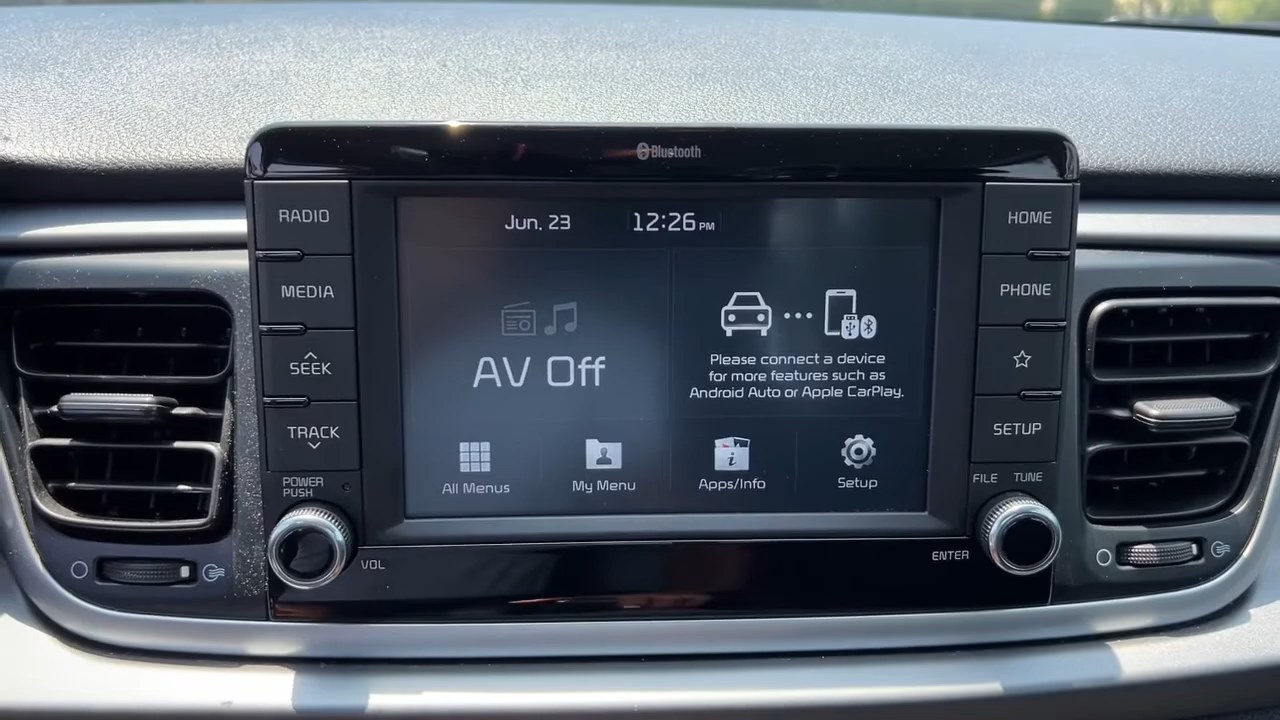 Bluetooth
RADIO
MEDIA
SEEK
TRACK
POWER
PUSH
VOL
Jun. 23 12:26 PM
AV Off
Please connect a device
for more features such as
Android Auto or Apple CarPlay.
All Menus
My Menu
Apps/Info
Setup
HOME
PHONE
SETUP
FILE TUNE
ENTER